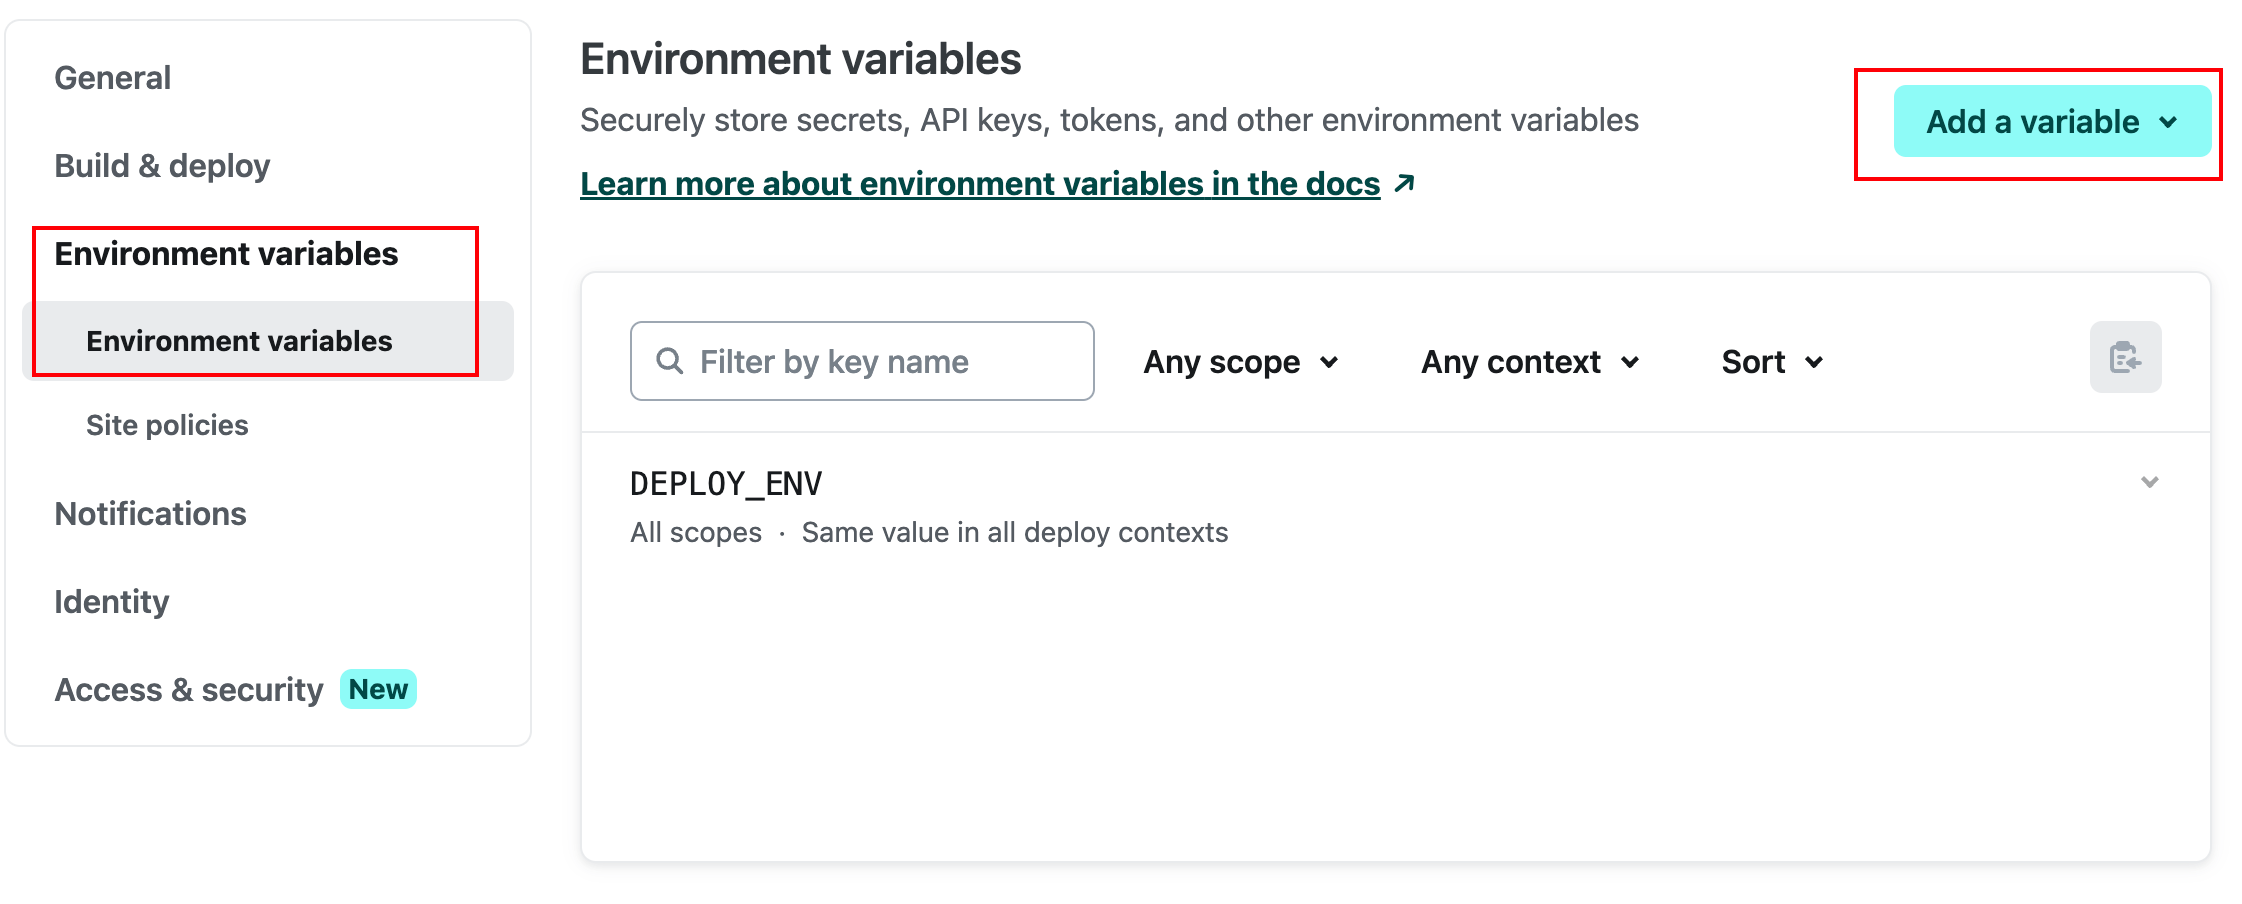 General
Build & deploy
Environment variables
Environment variables
Site policies
Notifications
Identity
Access & security New
Environment variables
Securely store secrets, API keys, tokens, and other environment variables
Learn more about environment variables in the docs
Add a variable
Filter by key name
Any scope
Any context
Sort
DEPLOY_ENV
All scopes · Same value in all deploy contexts